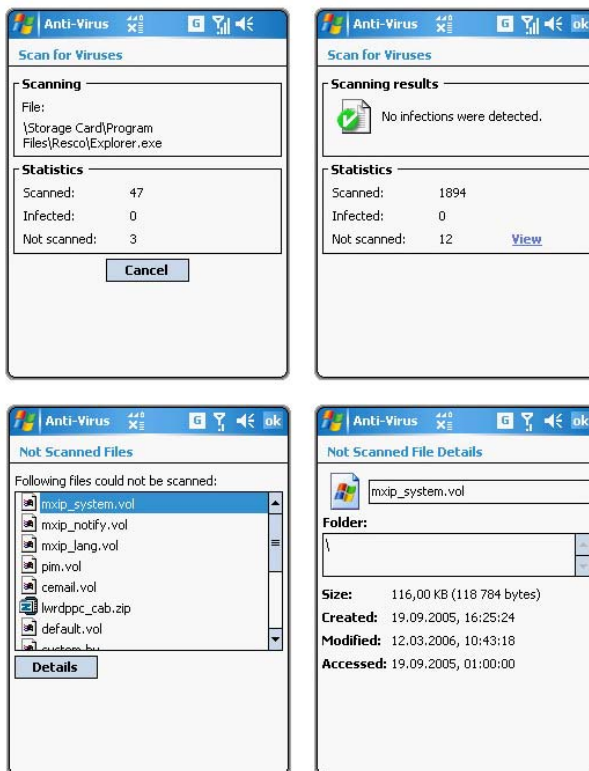 Anti-Virus G
Scan for Viruses
Scanning
File:
\Storage Card\Program
Files\Resco\Explorer.exe
Statistics
Scanned: 47
Infected: 0
Not scanned: 3
Cancel
Anti-Virus G ok
Scan for Viruses
Scanning results
No infections were detected.
Statistics
Scanned: 1894
Infected: 0
Not scanned: 12 View
Anti-Virus G ok
Not Scanned Files
Following files could not be scanned:
mxip_system.vol
mxip_notify.vol
mxip_lang.vol
pim.vol
cemail.vol
lwrdppc_cab.zip
default.vol
Details
Anti-Virus G ok
Not Scanned File Details
mxip_system.vol
Folder:
\
Size: 116,00 KB (118 784 bytes)
Created: 19.09.2005, 16:25:24
Modified: 12.03.2006, 10:43:18
Accessed: 19.09.2005, 01:00:00